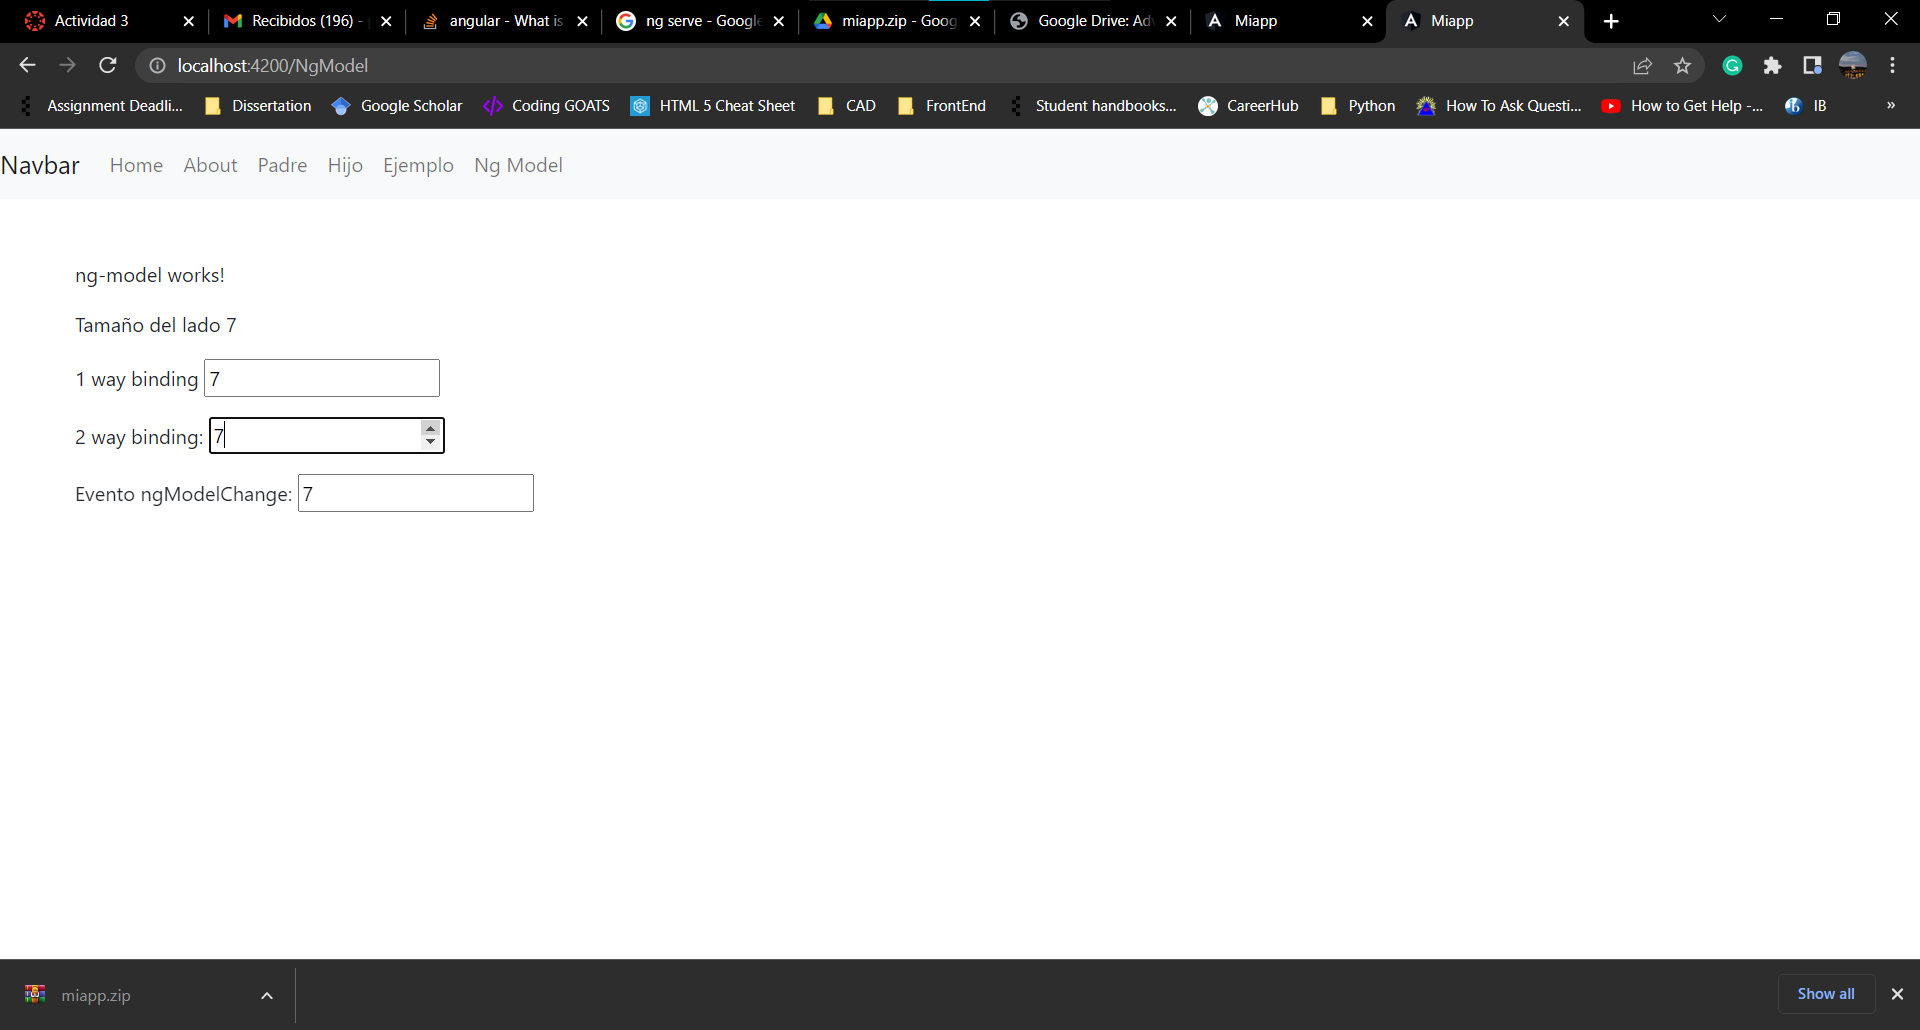 Actividad 3
Recibidos (196) -
angular - What is
ng serve - Google
miapp.zip - Goog
Google Drive: Adv
Miapp
Miapp
localhost:4200/NgModel
Assignment Deadli...
Dissertation
Google Scholar
Coding GOATS
HTML 5 Cheat Sheet
CAD
FrontEnd
Student handbooks...
CareerHub
Python
How To Ask Questi...
How to Get Help -...
IB
»
Navbar Home About Padre Hijo Ejemplo Ng Model
ng-model works!
Tamaño del lado 7
1 way binding 7
2 way binding: 7
Evento ngModelChange: 7
miapp.zip
Show all